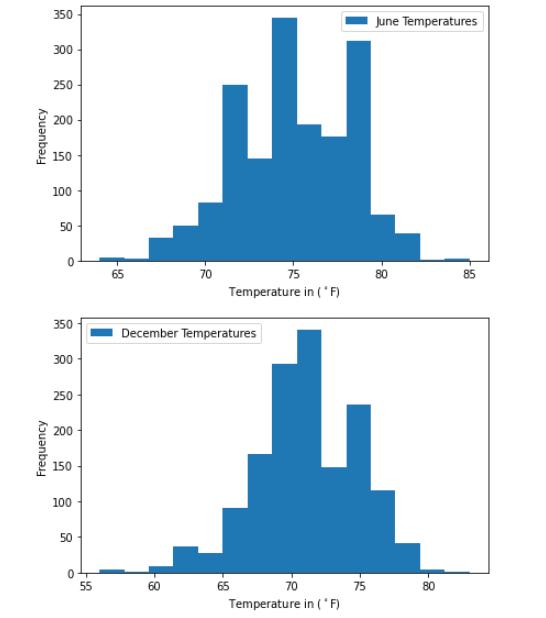 350
300
250
200
150
100
50
0
Frequency
June Temperatures
65 70 75 80 85
Temperature in (°F)
350
300
250
200
150
100
50
0
Frequency
December Temperatures
55 60 65 70 75 80
Temperature in (°F)